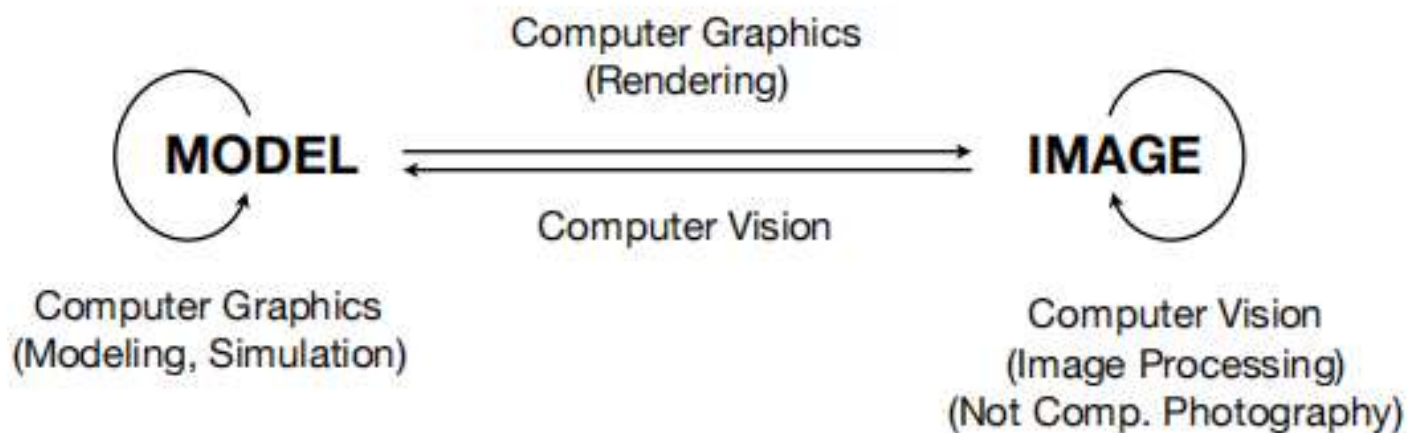 Computer Graphics
(Rendering)
MODEL
IMAGE
Computer Vision
Computer Graphics
(Modeling, Simulation)
Computer Vision
(Image Processing)
(Not Comp. Photography)